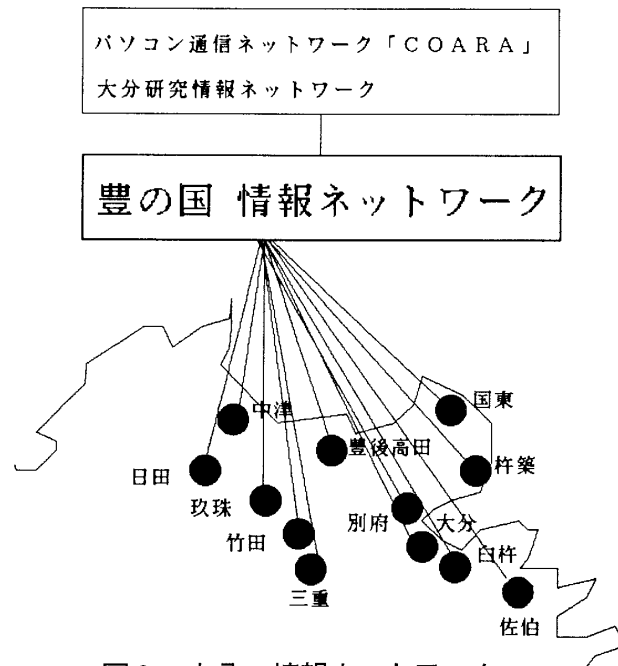 パソコン通信ネットワーク「COARA」
大分研究情報ネットワーク
豊の国 情報ネットワーク
中津
国東
豊後高田
日田
杵築
玖珠
別府
大分
竹田
臼杵
三重
佐伯